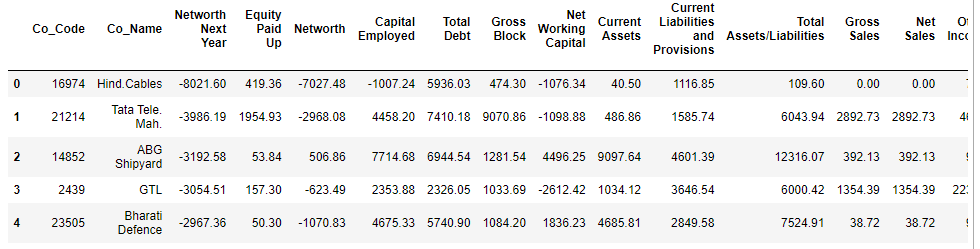 Co_Code Co_Name Networth Next Year Equity Paid Up Networth Capital Employed Total Debt Gross Block Net Working Capital Current Assets Current Liabilities and Provisions Total Assets/Liabilities Gross Sales Net Sales
0 16974 Hind.Cables -8021.60 419.36 -7027.48 -1007.24 5936.03 474.30 -1076.34 40.50 1116.85 109.60 0.00 0.00
1 21214 Tata Tele. Mah. -3986.19 1954.93 -2968.08 4458.20 7410.18 9070.86 -1098.88 486.86 1585.74 6043.94 2892.73 2892.73
2 14852 ABG Shipyard -3192.58 53.84 506.86 7714.68 6944.54 1281.54 4496.25 9097.64 4601.39 12316.07 392.13 392.13
3 2439 GTL -3054.51 157.30 -623.49 2353.88 2326.05 1033.69 -2612.42 1034.12 3646.54 6000.42 1354.39 1354.39
4 23505 Bharati Defence -2967.36 50.30 -1070.83 4675.33 5740.90 1084.20 1836.23 4685.81 2849.58 7524.91 38.72 38.72